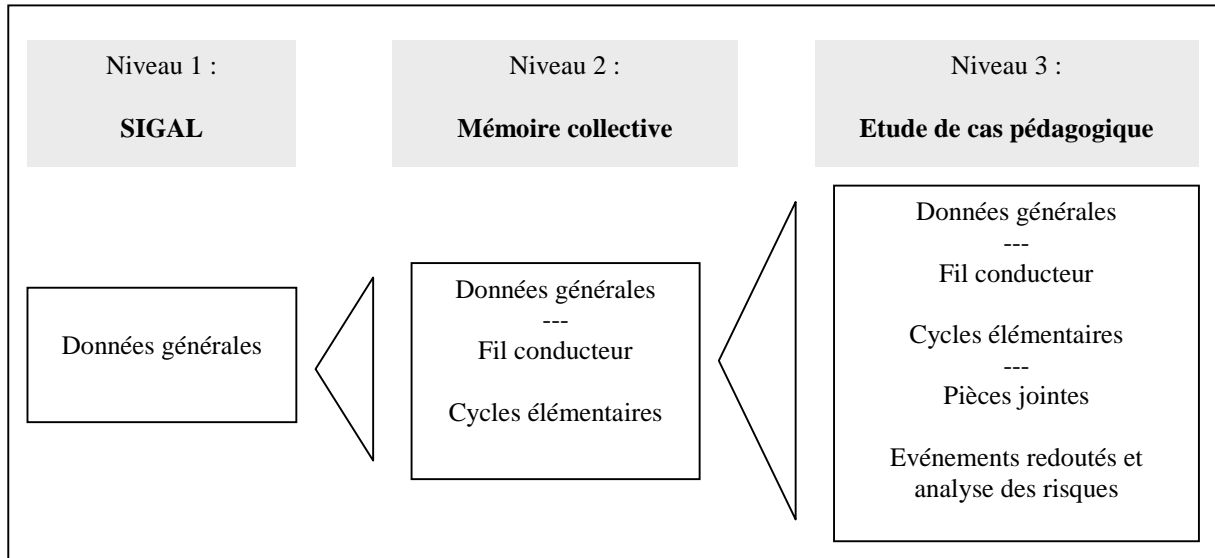 Niveau 1 :
SIGAL
Niveau 2 :
Mémoire collective
Niveau 3 :
Etude de cas pédagogique
Données générales
Données générales
---
Fil conducteur
Cycles élémentaires
Données générales
---
Fil conducteur
Cycles élémentaires
---
Pièces jointes
Evénements redoutés et
analyse des risques